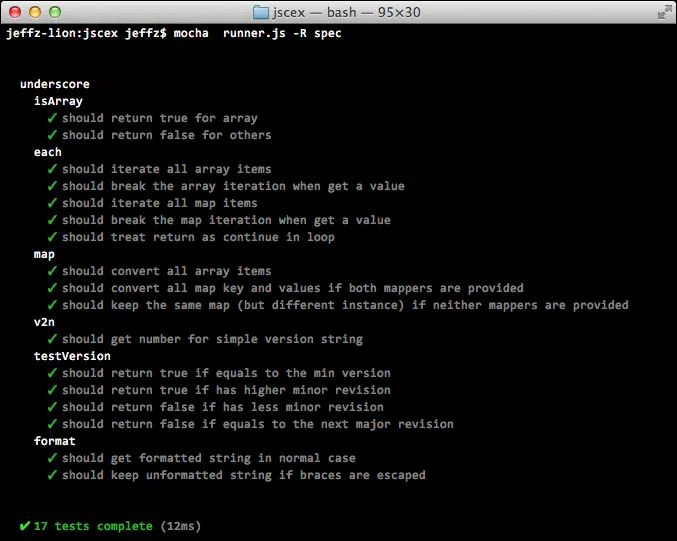 jscex — bash — 95×30
jeffz-lion:jscex jeffz$ mocha  runner.js -R spec
underscore
isArray
✓ should return true for array
✓ should return false for others
each
✓ should iterate all array items
✓ should break the array iteration when get a value
✓ should iterate all map items
✓ should break the map iteration when get a value
✓ should treat return as continue in loop
map
✓ should convert all array items
✓ should convert all map key and values if both mappers are provided
✓ should keep the same map (but different instance) if neither mappers are provided
v2n
✓ should get number for simple version string
testVersion
✓ should return true if equals to the min version
✓ should return true if has higher minor revision
✓ should return false if has less minor revision
✓ should return false if equals to the next major revision
format
✓ should get formatted string in normal case
✓ should keep unformatted string if braces are escaped
✔ 17 tests complete (12ms)